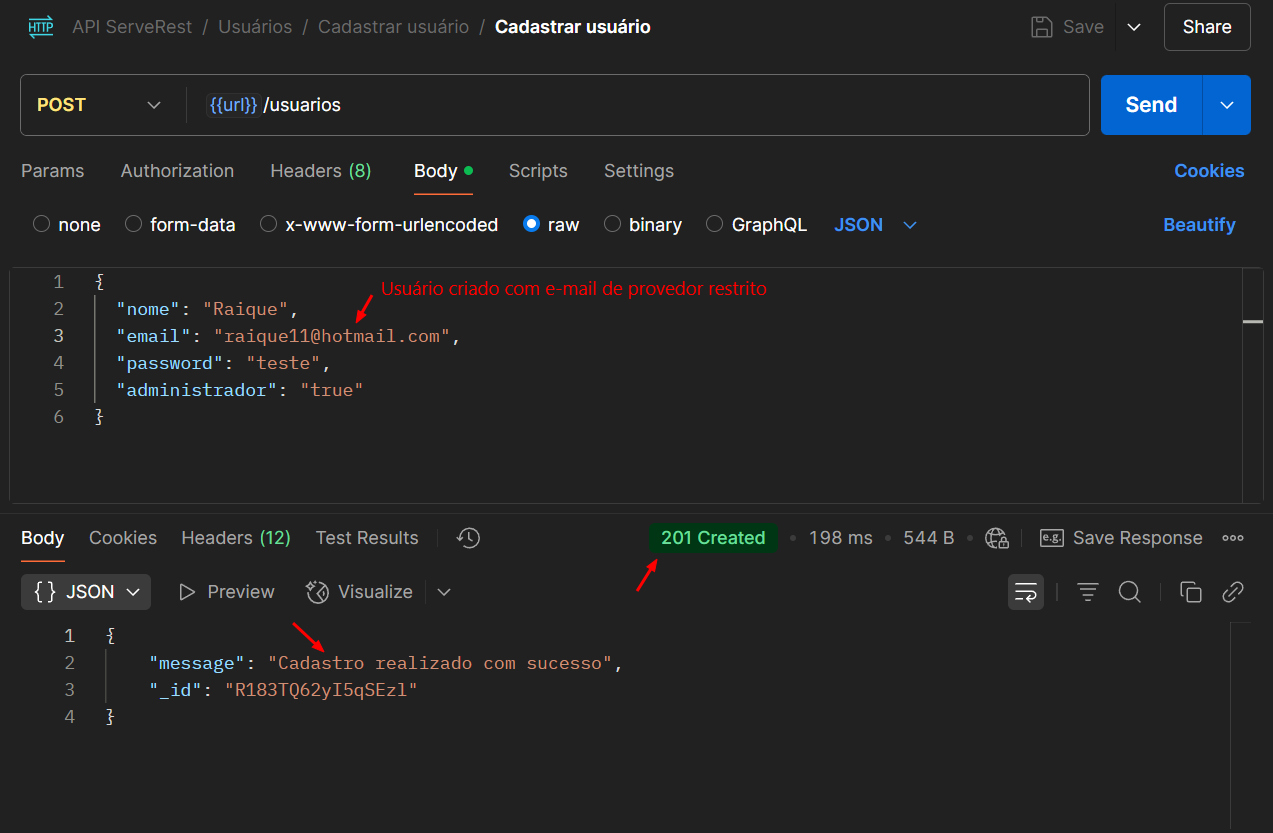 HTTP API ServeRest / Usuários / Cadastrar usuário / Cadastrar usuário Save Share
POST {{url}} /usuarios Send
Params Authorization Headers (8) Body Scripts Settings Cookies
none form-data x-www-form-urlencoded raw binary GraphQL JSON Beautify
1 {
Usuário criado com e-mail de provedor restrito
2 "nome": "Raique",
3 "email": "raique11@hotmail.com",
4 "password": "teste",
5 "administrador": "true"
6 }
Body Cookies Headers (12) Test Results 201 Created • 198 ms • 544 B • e.g. Save Response
{} JSON Preview Visualize
1 {
2 "message": "Cadastro realizado com sucesso",
3 "_id": "R183TQ62yI5qSEzl"
4 }